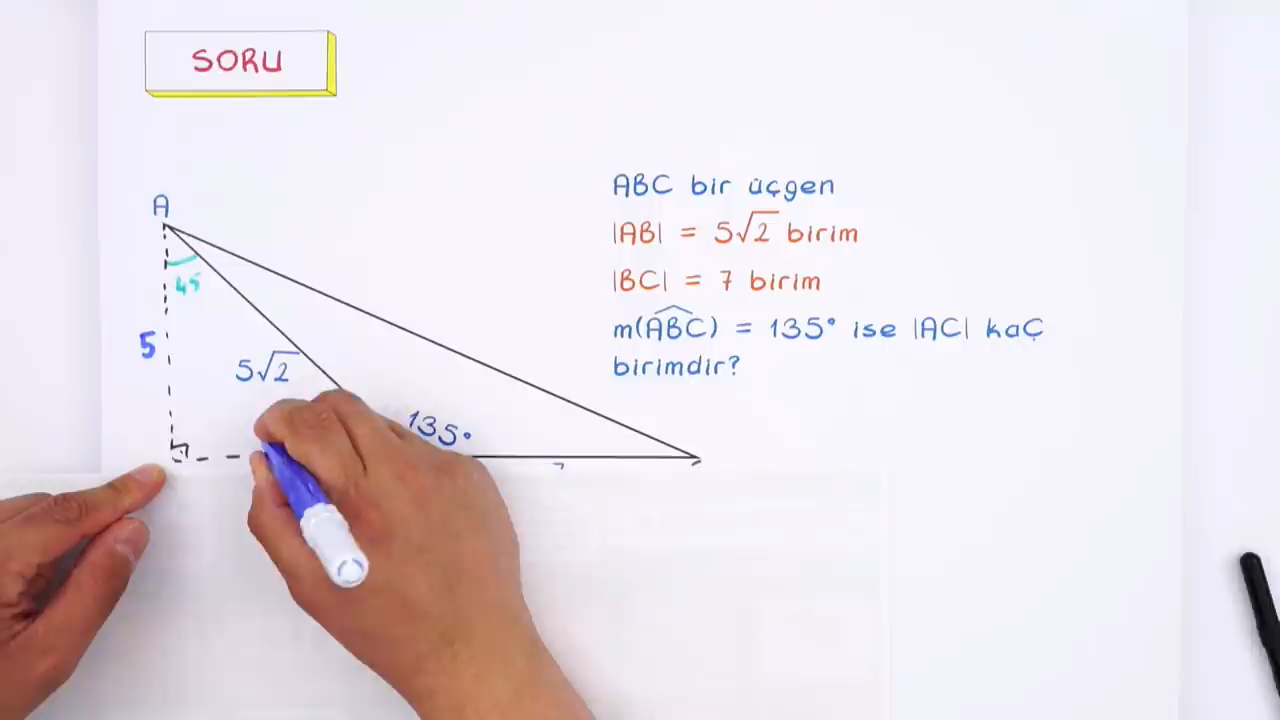 SORU
ABC bir üçgen
|AB| = 5√2 birim
|BC| = 7 birim
m(ABC) = 135° ise |AC| kaç
birimdir?
A
45
5
5√2
135°